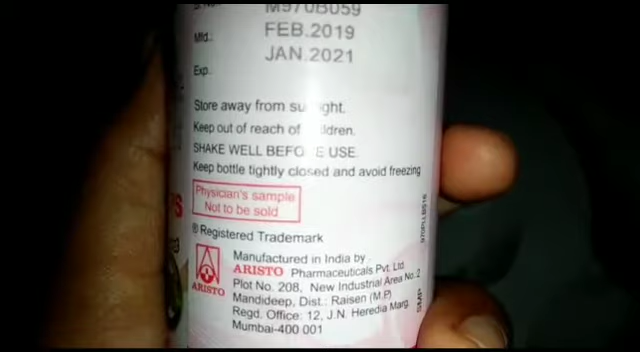 M970B059
Mfd.: FEB.2019
Exp. JAN.2021
Store away from sunlight.
Keep out of reach of children.
SHAKE WELL BEFORE USE.
Keep bottle tightly closed and avoid freezing
Physician's sample
Not to be sold
® Registered Trademark
Manufactured in India by
ARISTO Pharmaceuticals Pvt. Ltd.
Plot No. 208, New Industrial Area No.2
Mandideep, Dist.: Raisen (M.P.)
Regd. Office: 12, J.N. Heredia Marg,
Mumbai-400 001
ARISTO
SMP